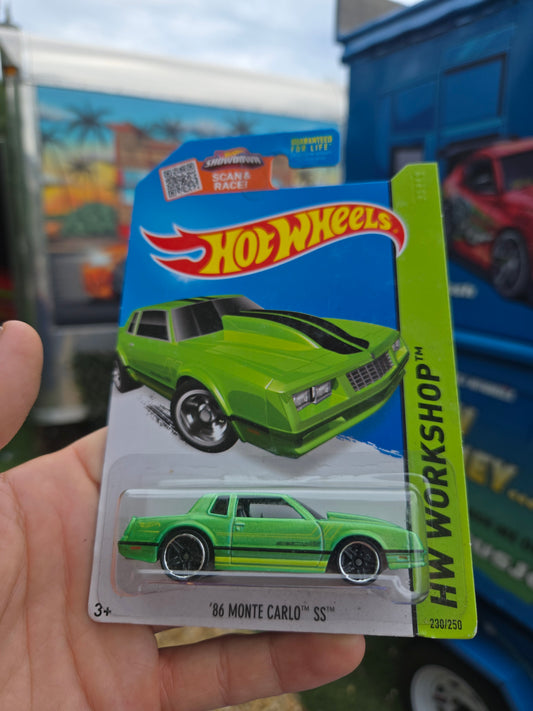 GUARANTEED
FOR LIFE
SHOWDOWN
SCAN &
RACE!
HOT WHEELS
HW WORKSHOP™
'86 MONTE CARLO™ SS™
3+
230/250